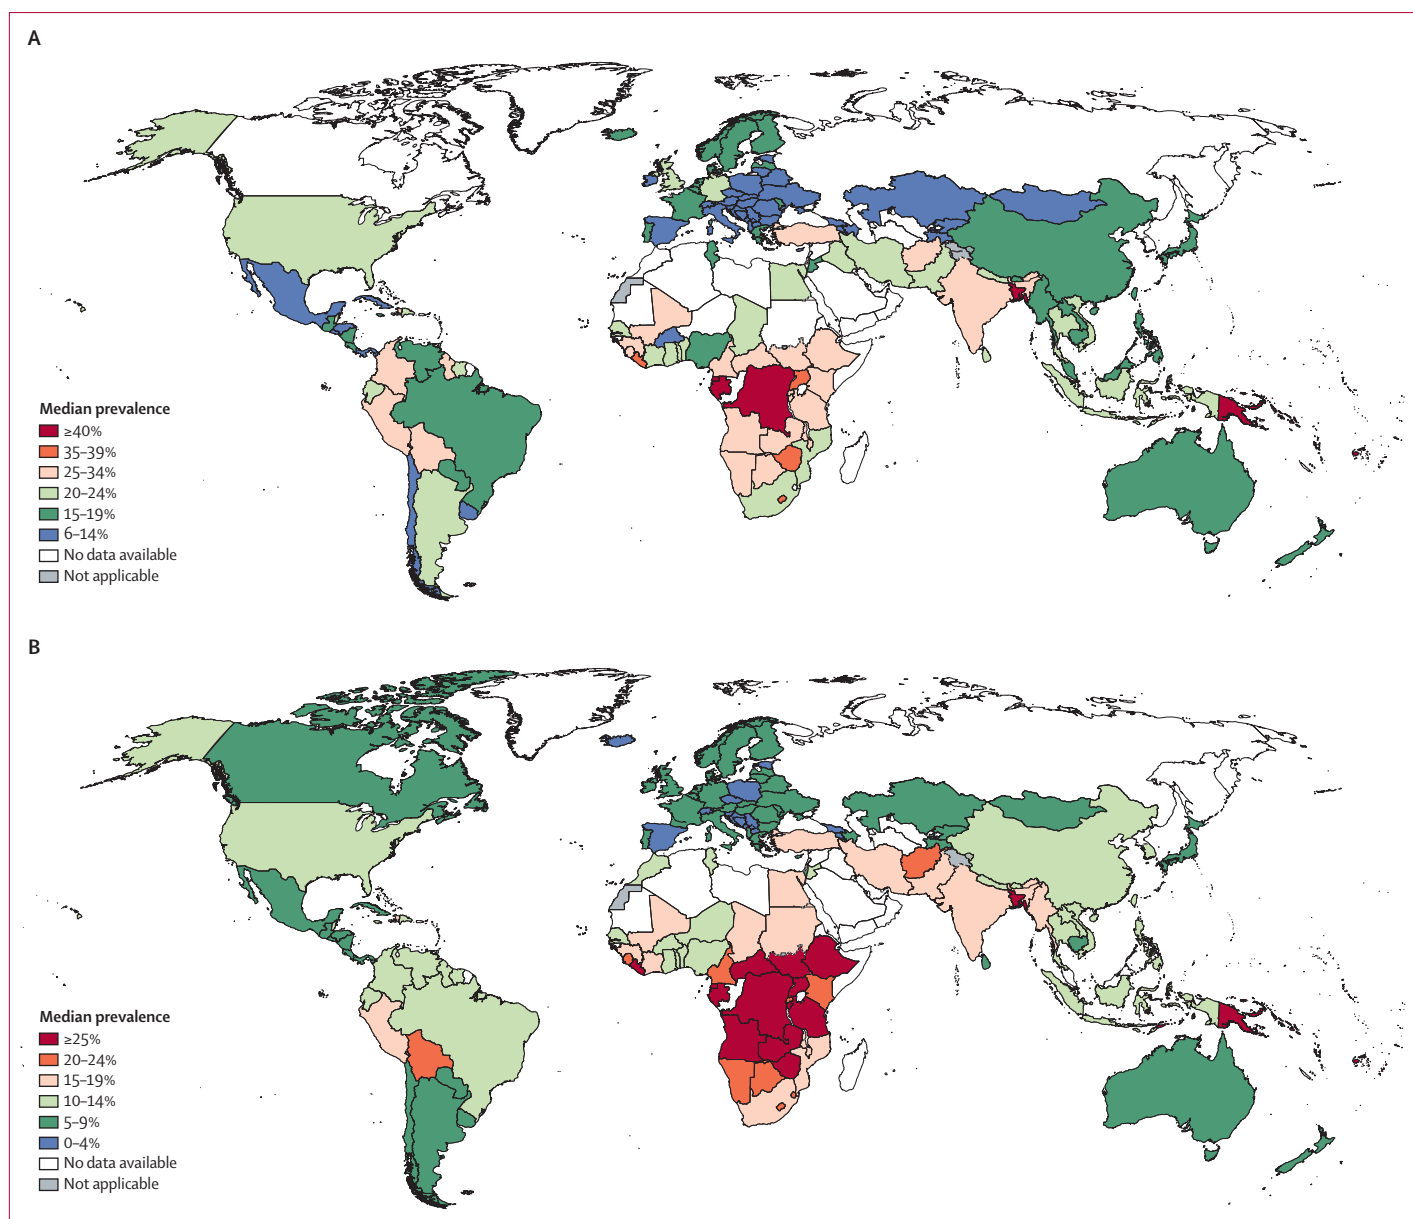 A
Median prevalence
≥40%
35–39%
25–34%
20–24%
15–19%
6–14%
No data available
Not applicable
B
Median prevalence
≥25%
20–24%
15–19%
10–14%
5–9%
0–4%
No data available
Not applicable